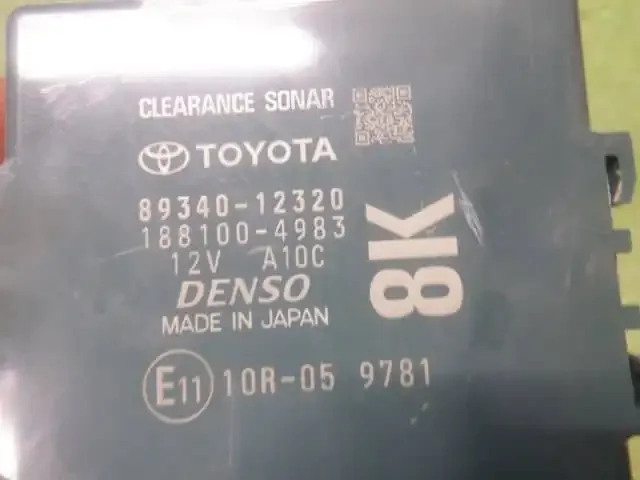 CLEARANCE SONAR
TOYOTA
89340-12320
188100-4983
12V A10C
DENSO
MADE IN JAPAN
8K
E11 10R-05 9781